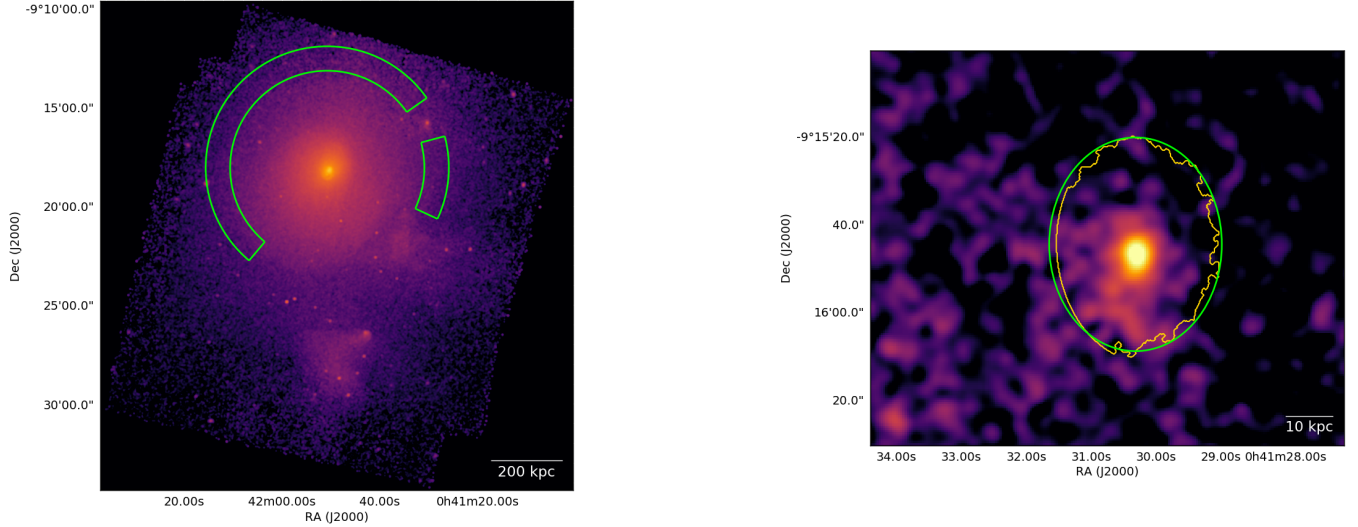 -9°10'00.0"
15'00.0"
20'00.0"
25'00.0"
30'00.0"
Dec (J2000)
20.00s 42m00.00s 40.00s 0h41m20.00s
RA (J2000)
200 kpc
-9°15'20.0"
40.0"
16'00.0"
20.0"
Dec (J2000)
34.00s 33.00s 32.00s 31.00s 30.00s 29.00s 0h41m28.00s
RA (J2000)
10 kpc